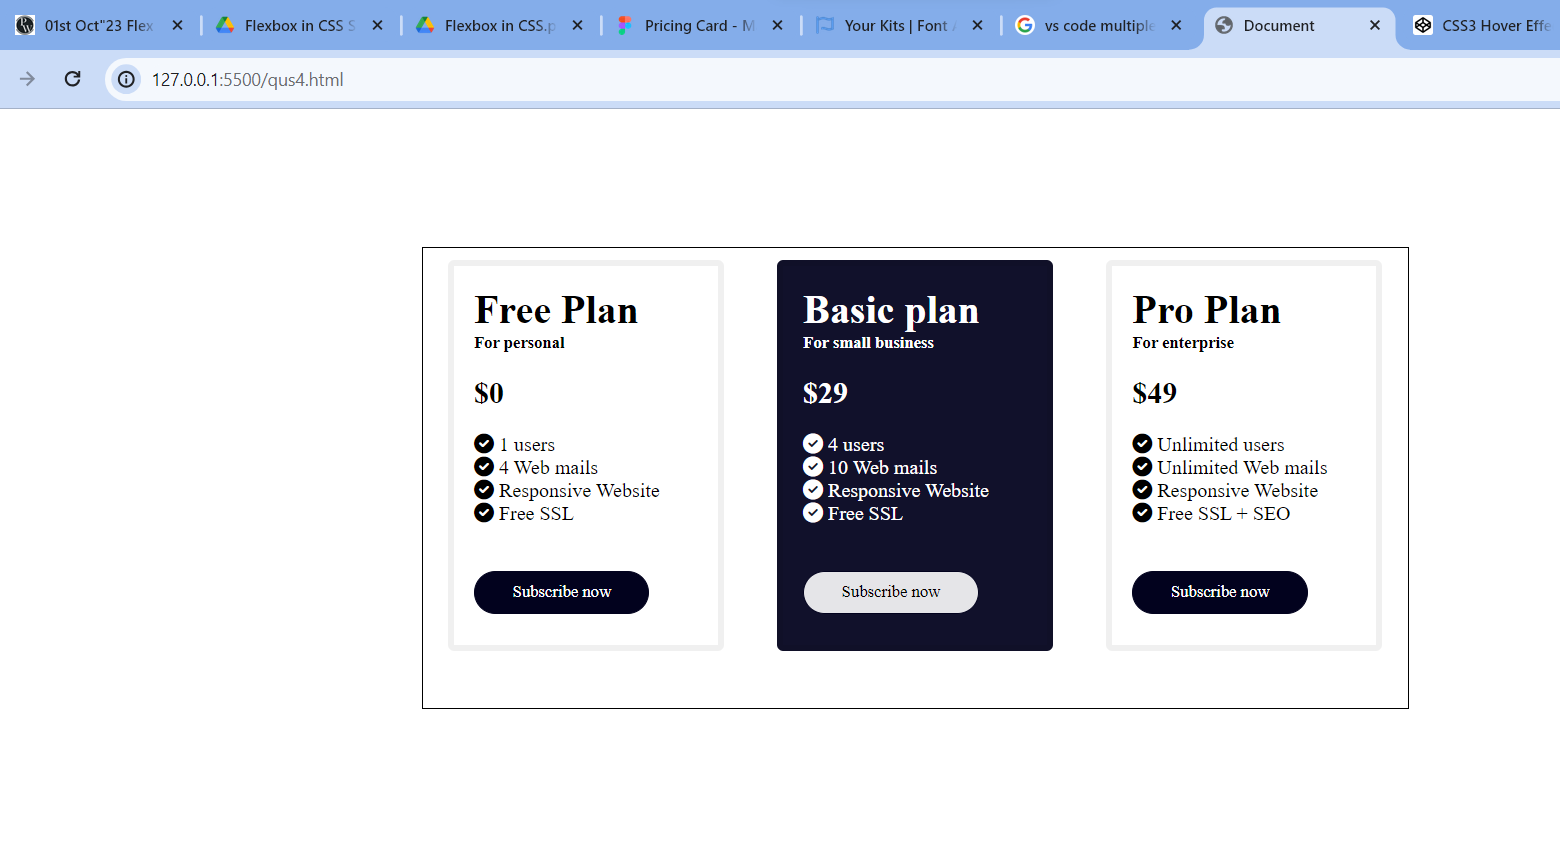 01st Oct"23 Flex
Flexbox in CSS S
Flexbox in CSS.p
Pricing Card - M
Your Kits | Font A
vs code multiple
Document
CSS3 Hover Effe
127.0.0.1:5500/qus4.html
Free Plan
For personal
$0
1 users
4 Web mails
Responsive Website
Free SSL
Subscribe now
Basic plan
For small business
$29
4 users
10 Web mails
Responsive Website
Free SSL
Subscribe now
Pro Plan
For enterprise
$49
Unlimited users
Unlimited Web mails
Responsive Website
Free SSL + SEO
Subscribe now